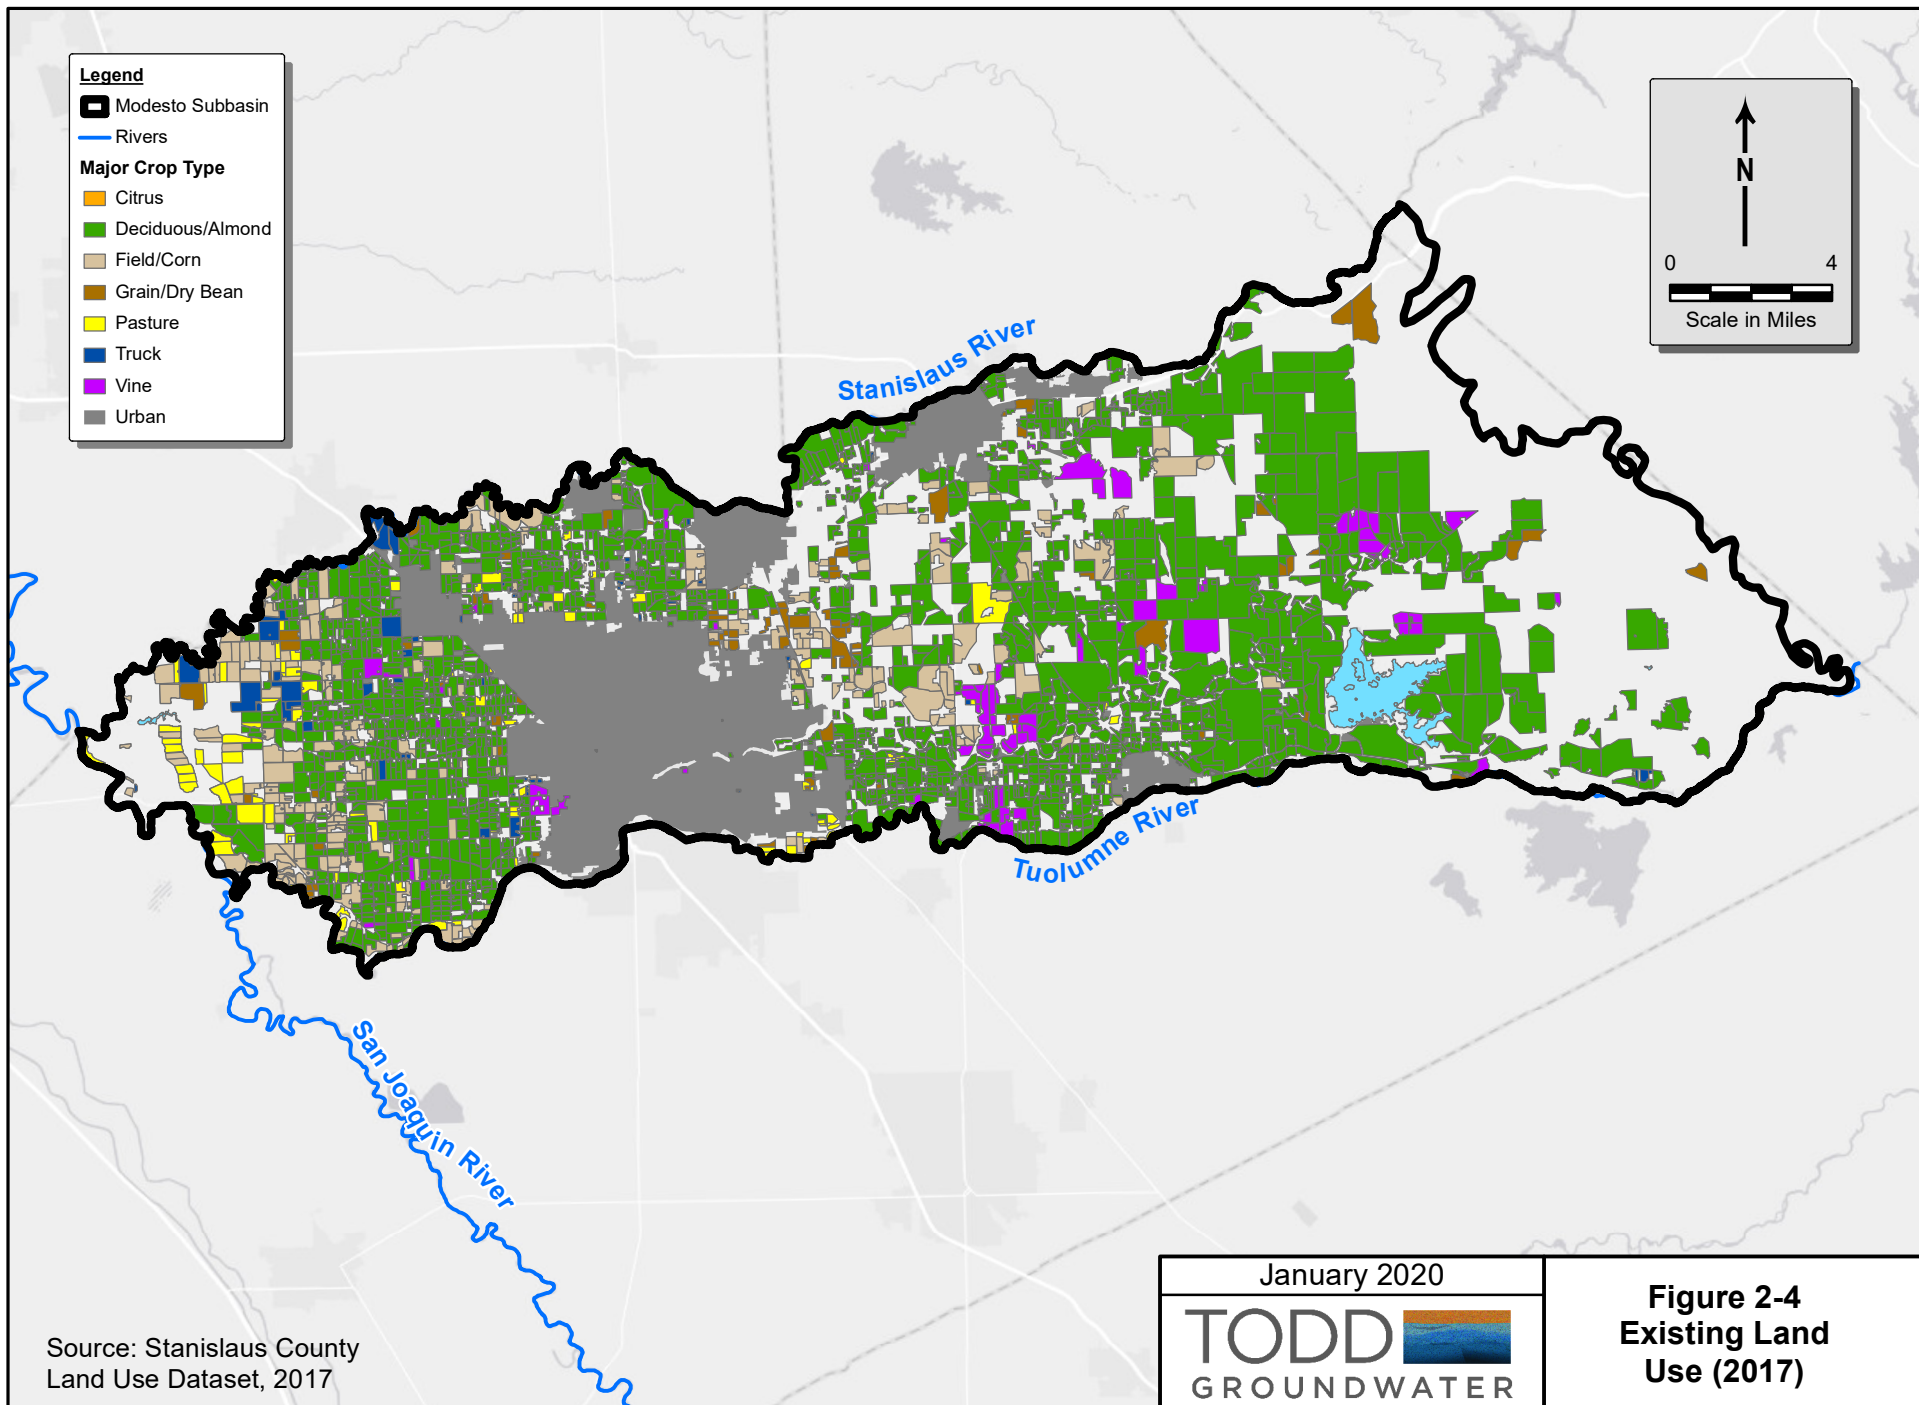 Legend
Modesto Subbasin
Rivers
Major Crop Type
Citrus
Deciduous/Almond
Field/Corn
Grain/Dry Bean
Pasture
Truck
Vine
Urban
N
0 4
Scale in Miles
Stanislaus River
Tuolumne River
San Joaquin River
Source: Stanislaus County
Land Use Dataset, 2017
January 2020
TODD
GROUNDWATER
Figure 2-4
Existing Land
Use (2017)